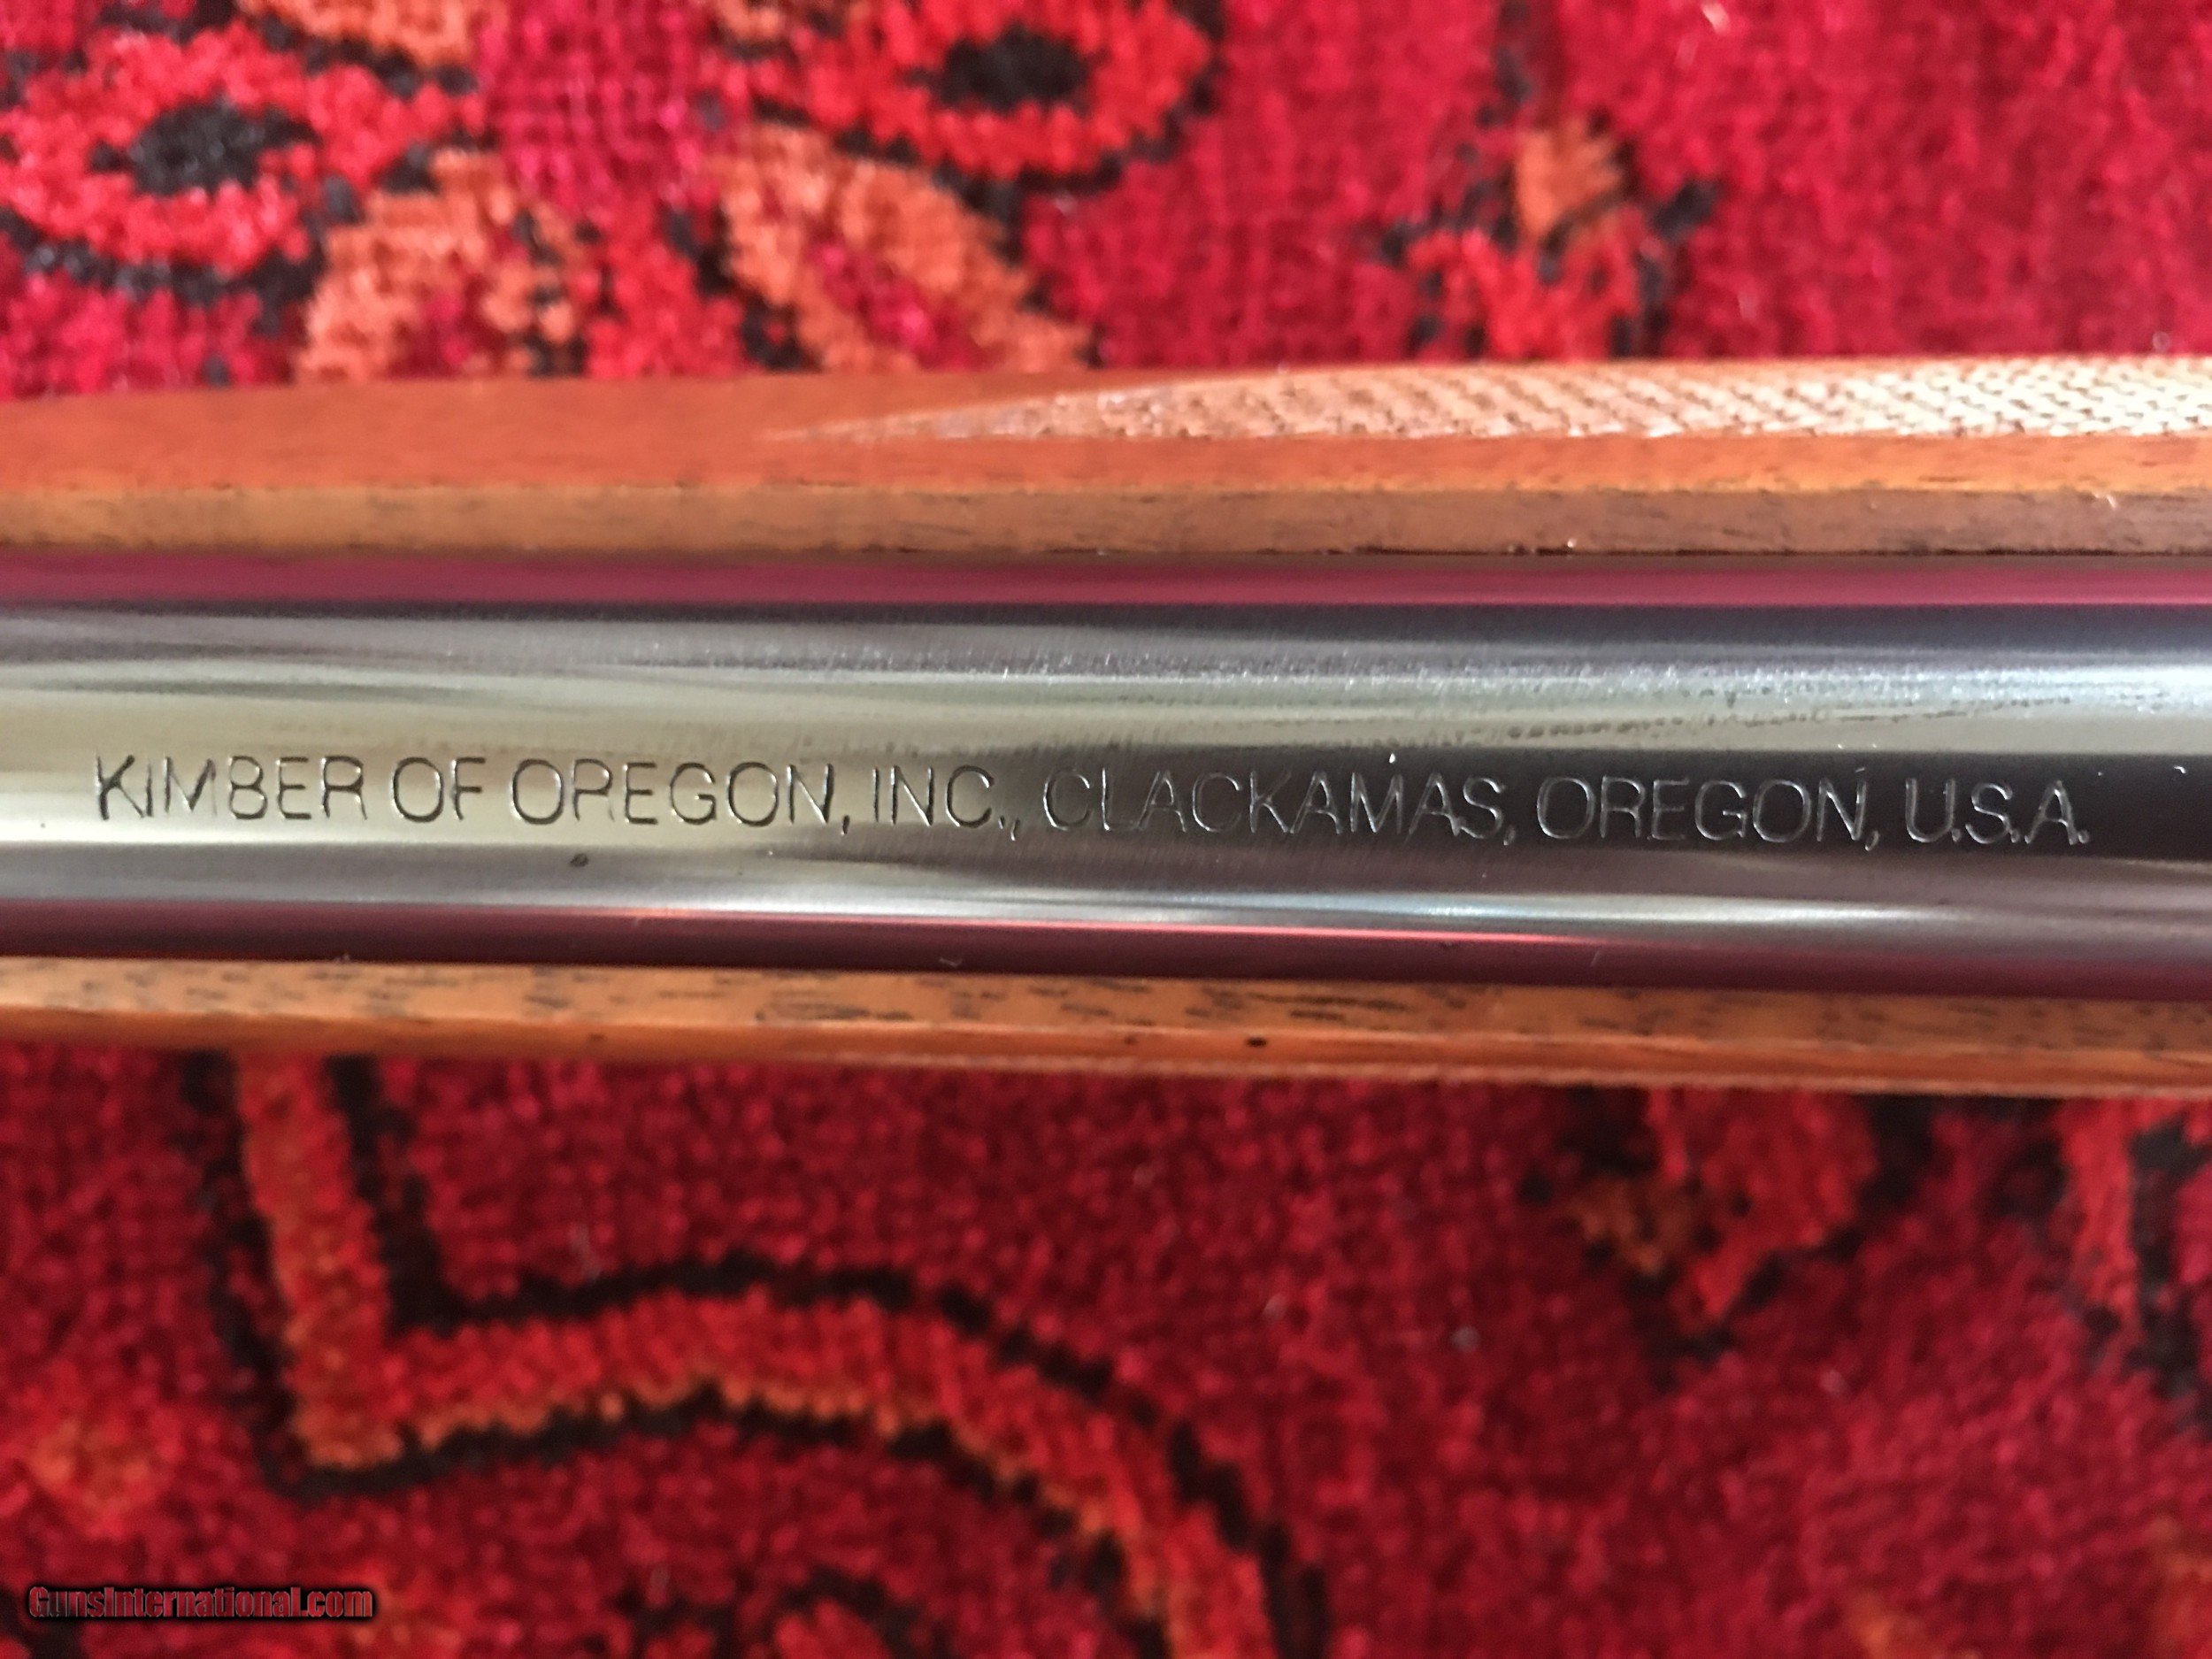 KIMBER OF OREGON, INC., CLACKAMAS, OREGON, U.S.A.
GunsInternational.com